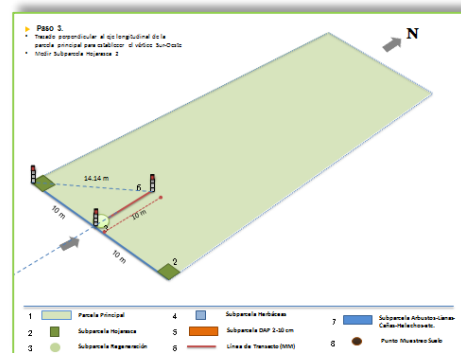 Paso 3.
Trazado perpendicular al eje longitudinal de la
parcela principal para establecer el vértice Sur-Oeste
Medir Subparcela Hojarasca 2
N
14.14 m
6
10 m
10 m
10 m
2
1 Parcela Principal
2 Subparcela Hojarasca
3 Subparcela Regeneración
4 Subparcela Herbáceas
5 Subparcela DAP 2-10 cm
6 Línea de Transecto (MM)
7 Subparcela Arbustos-Lianas-
Cañas-Helechos-etc.
8 Punto Muestreo Suelo